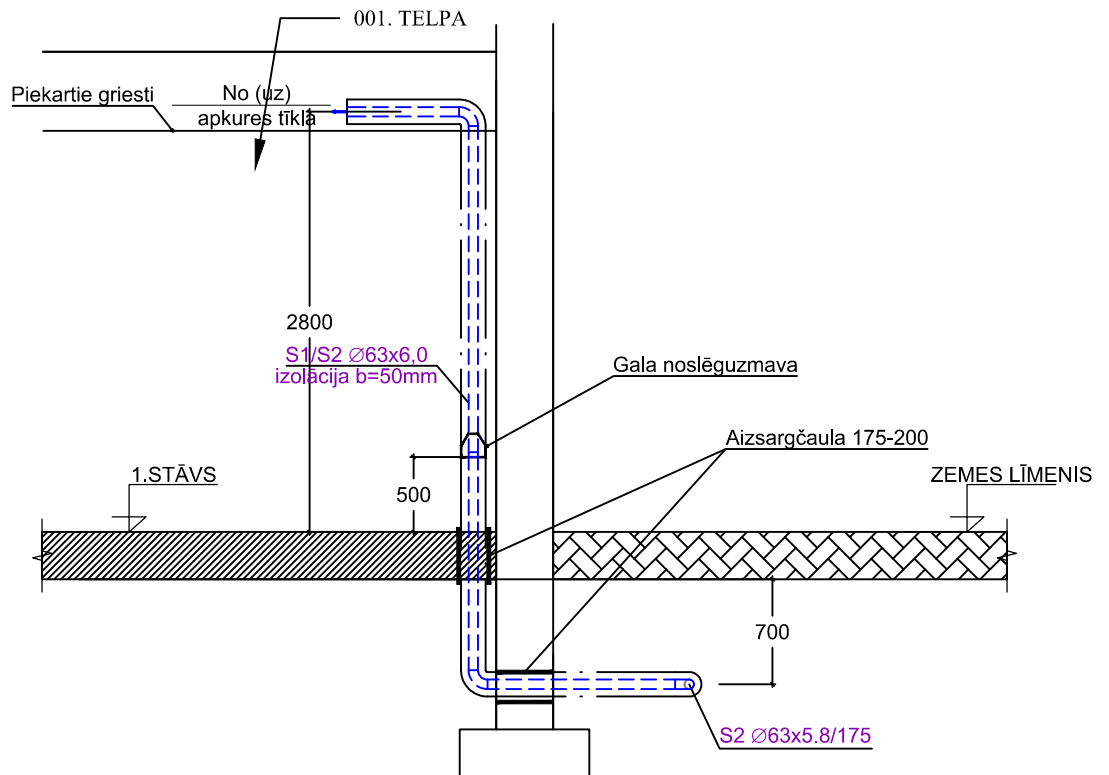 001. TELPA
Piekartie griesti
No (uz)
apkures tīkla
2800
S1/S2 ∅63x6,0
izolācija b=50mm
Gala noslēguzmava
Aizsargčaula 175-200
1.STĀVS
500
ZEMES LĪMENIS
700
S2 ∅63x5.8/175